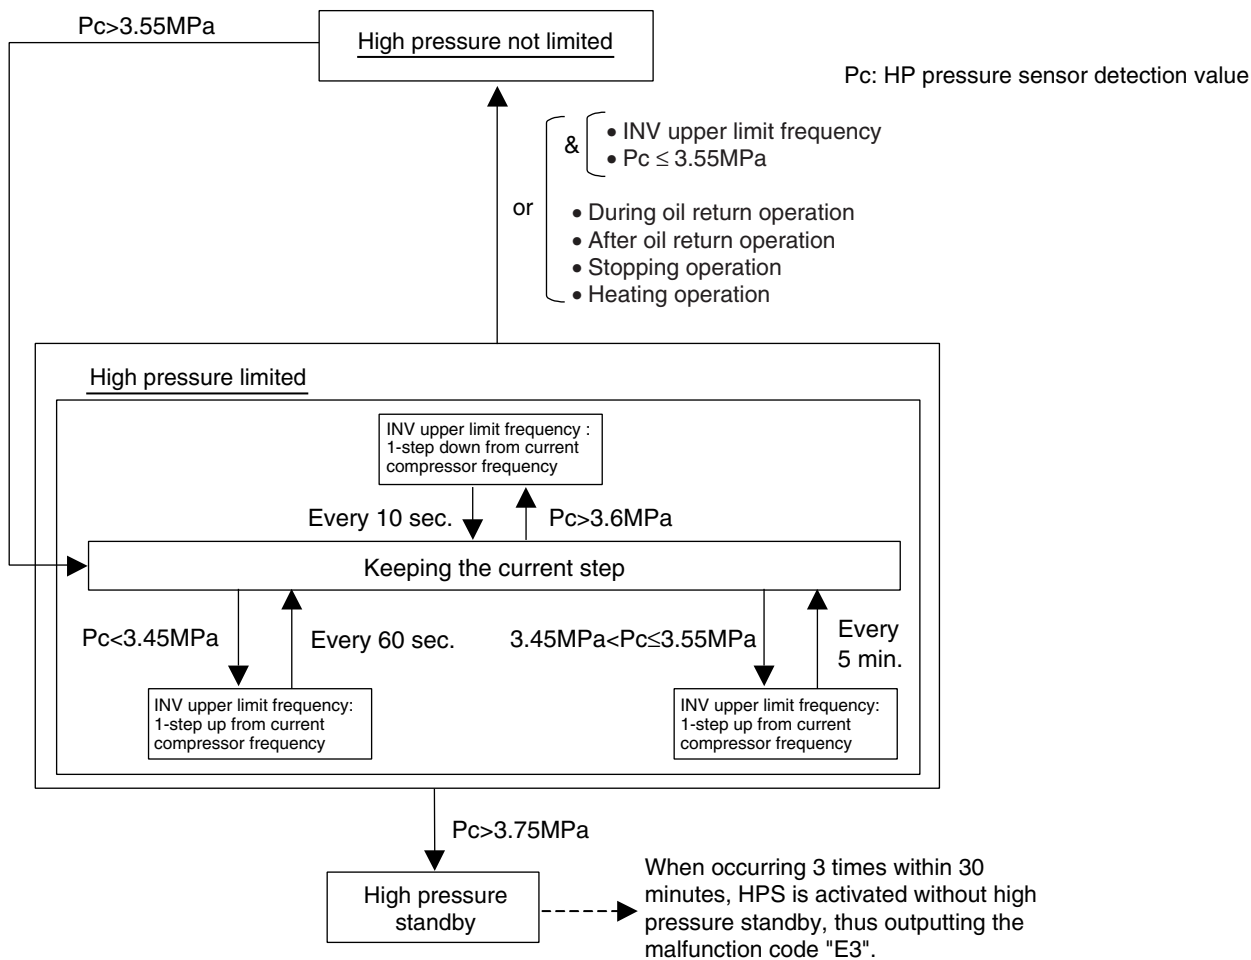 Pc>3.55MPa
High pressure not limited
Pc: HP pressure sensor detection value
&
• INV upper limit frequency
• Pc ≤ 3.55MPa
or
• During oil return operation
• After oil return operation
• Stopping operation
• Heating operation
High pressure limited
INV upper limit frequency :
1-step down from current
compressor frequency
Every 10 sec.
Pc>3.6MPa
Keeping the current step
Pc<3.45MPa
Every 60 sec.
3.45MPa<Pc≤3.55MPa
Every
5 min.
INV upper limit frequency:
1-step up from current
compressor frequency
INV upper limit frequency:
1-step up from current
compressor frequency
Pc>3.75MPa
High pressure
standby
When occurring 3 times within 30
minutes, HPS is activated without high
pressure standby, thus outputting the
malfunction code "E3".